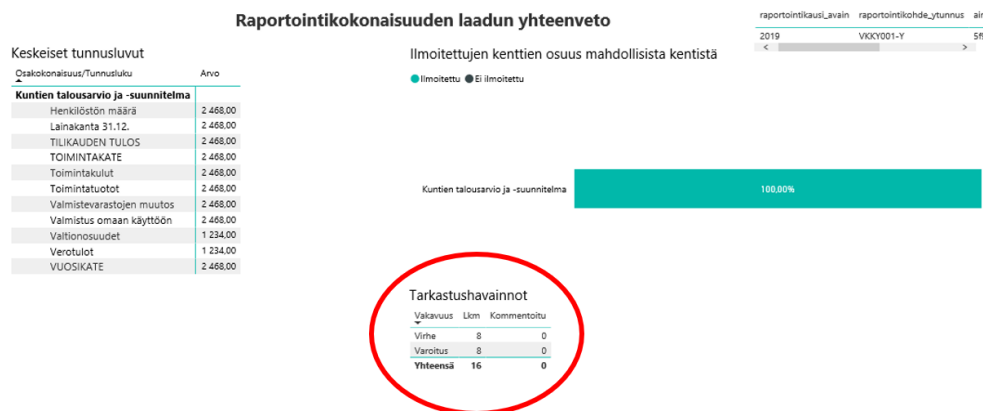 Raportointikokonaisuuden laadun yhteenveto
raportointikausi_avain raportointikohde_ytunnus
2019 VKKY001-Y
Keskeiset tunnusluvut
Osakokonaisuus/Tunnusluku Arvo
Kuntien talousarvio ja -suunnitelma
Henkilöstön määrä 2 468,00
Lainakanta 31.12. 2 468,00
TILIKAUDEN TULOS 2 468,00
TOIMINTAKATE 2 468,00
Toimintakulut 2 468,00
Toimintatuotot 2 468,00
Valmistevarastojen muutos 2 468,00
Valmistus omaan käyttöön 2 468,00
Valtionosuudet 1 234,00
Verotulot 1 234,00
VUOSIKATE 2 468,00
Ilmoitettujen kenttien osuus mahdollisista kentistä
Ilmoitettu Ei ilmoitettu
Kuntien talousarvio ja -suunnitelma 100,00%
Tarkastushavainnot
Vakavuus Lkm Kommentoitu
Virhe 8 0
Varoitus 8 0
Yhteensä 16 0